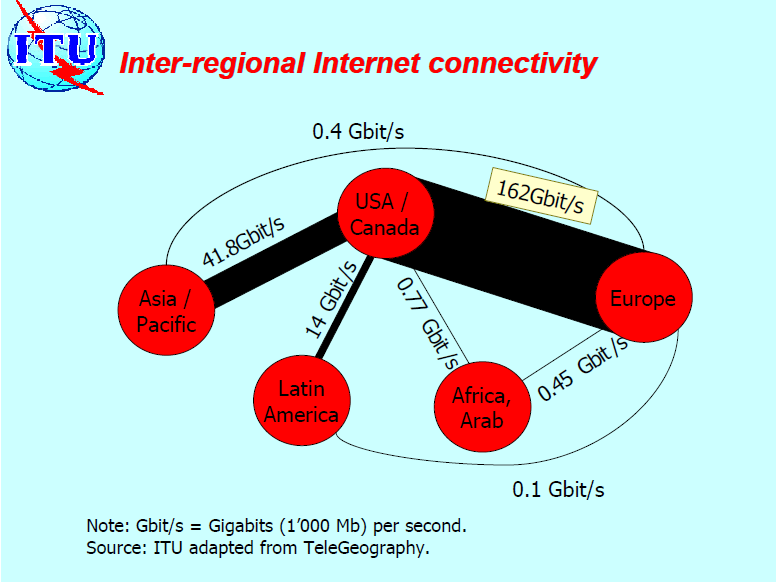 ITU
Inter-regional Internet connectivity
0.4 Gbit/s
162Gbit/s
USA /
Canada
41.8Gbit/s
Asia /
Pacific
14 Gbit/s
0.77 Gbit/s
Europe
0.45 Gbit/s
Latin
America
Africa,
Arab
0.1 Gbit/s
Note: Gbit/s = Gigabits (1’000 Mb) per second.
Source: ITU adapted from TeleGeography.